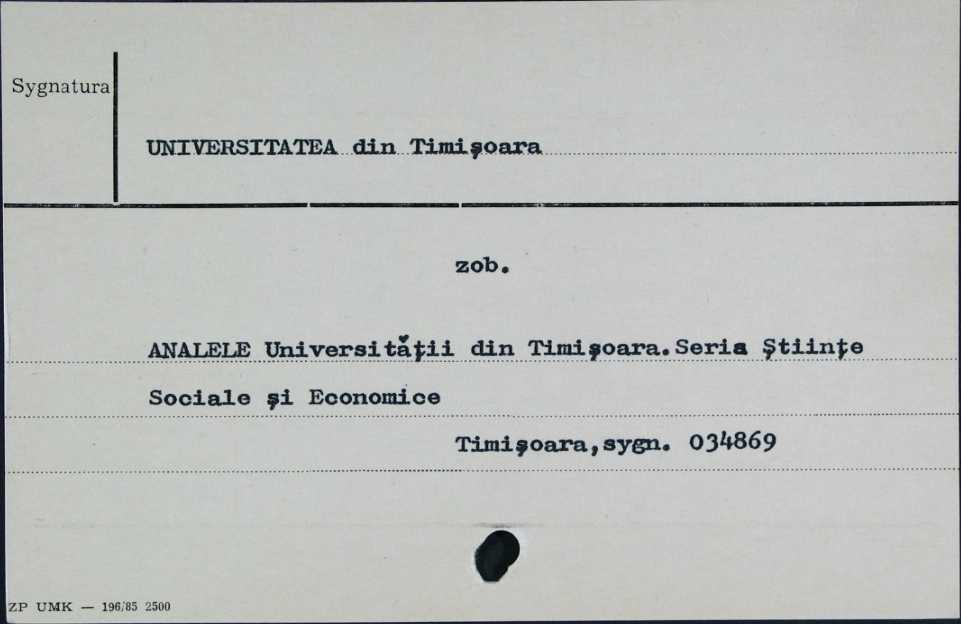 Sygnatura
UNIVERSITATEA din Timişoara
zob.
ANALELE Universităţii din Timişoara.Seria Ştiinţe
Sociale şi Economice
Timişoara,sygn. 034869
ZP UMK — 196/85 2500